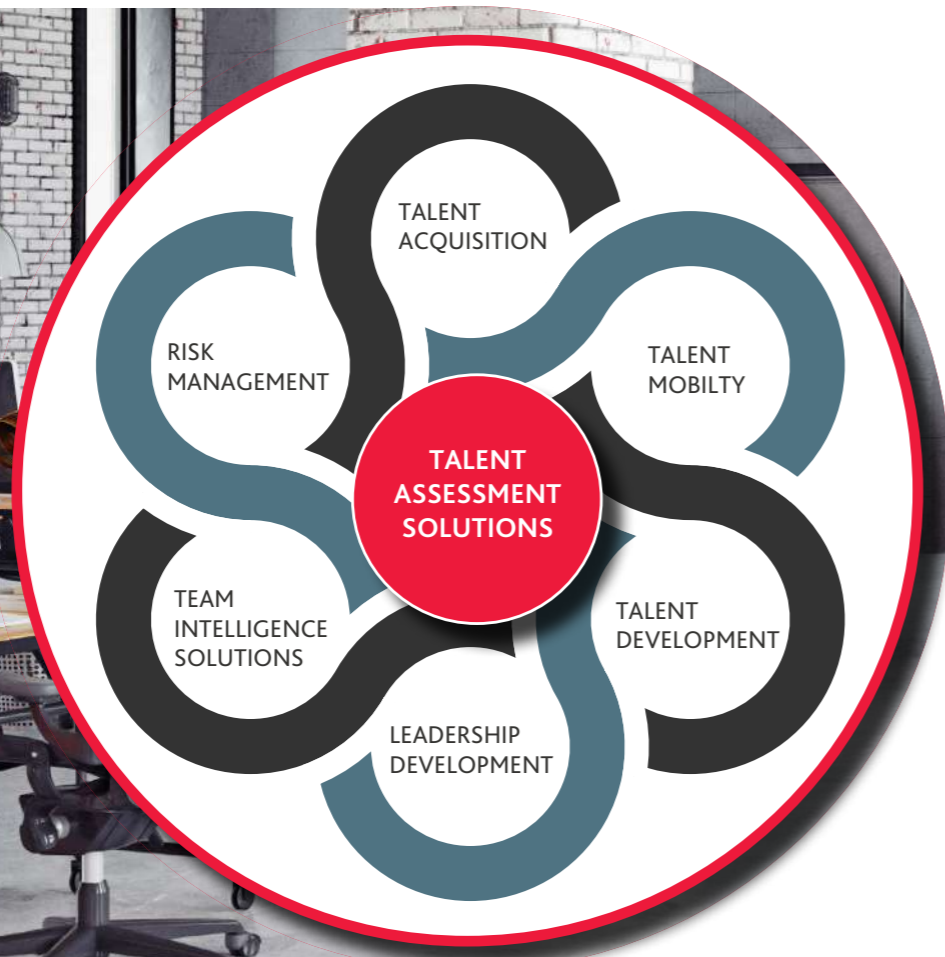 TALENT
ACQUISITION
TALENT
MOBILTY
TALENT
DEVELOPMENT
LEADERSHIP
DEVELOPMENT
TEAM
INTELLIGENCE
SOLUTIONS
RISK
MANAGEMENT
TALENT
ASSESSMENT
SOLUTIONS